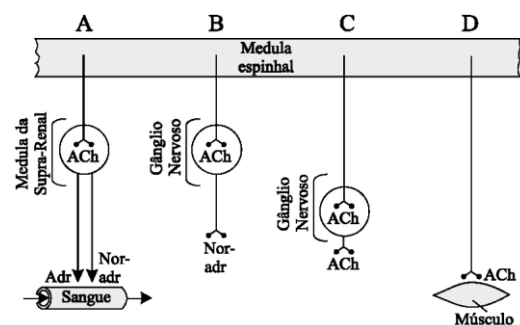 A B C D
Medula
espinhal
Medula da
Supra-Renal
ACh
Gânglio
Nervoso
ACh
Gânglio
Nervoso
ACh
Adr
Nor-
adr
Nor-
adr
ACh
ACh
Sangue
Músculo